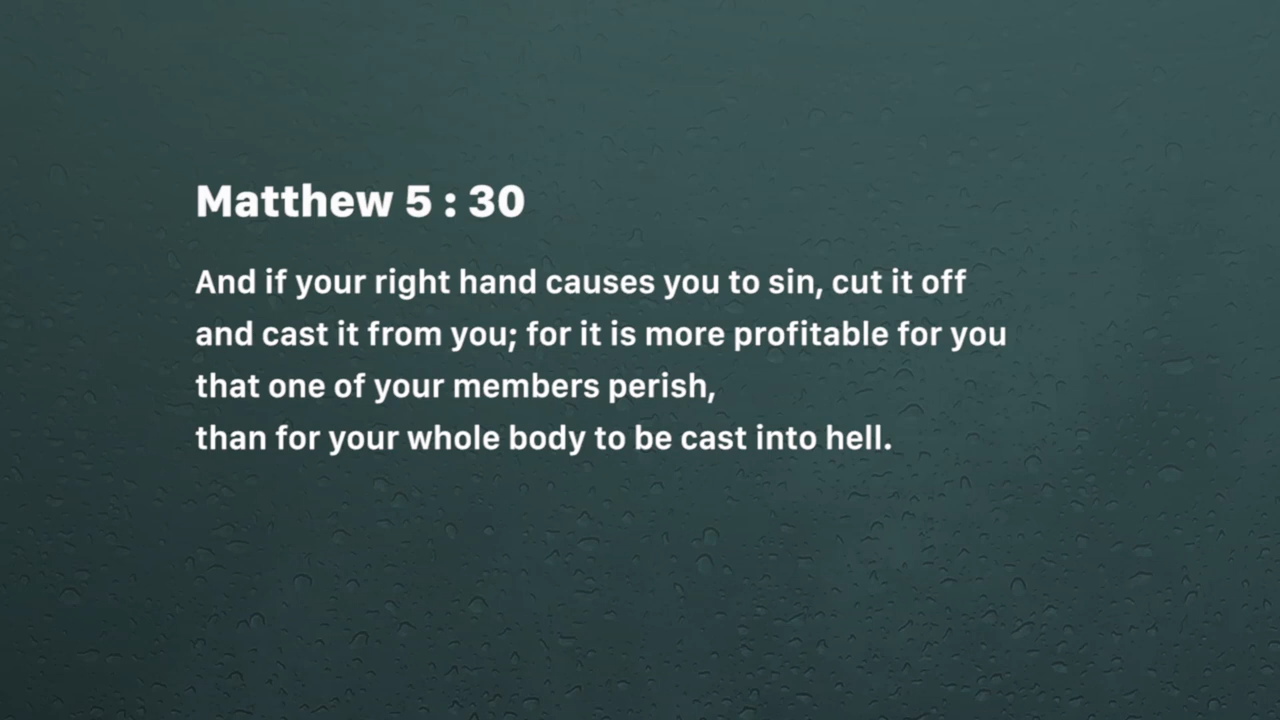 Matthew 5 : 30
And if your right hand causes you to sin, cut it off
and cast it from you; for it is more profitable for you
that one of your members perish,
than for your whole body to be cast into hell.